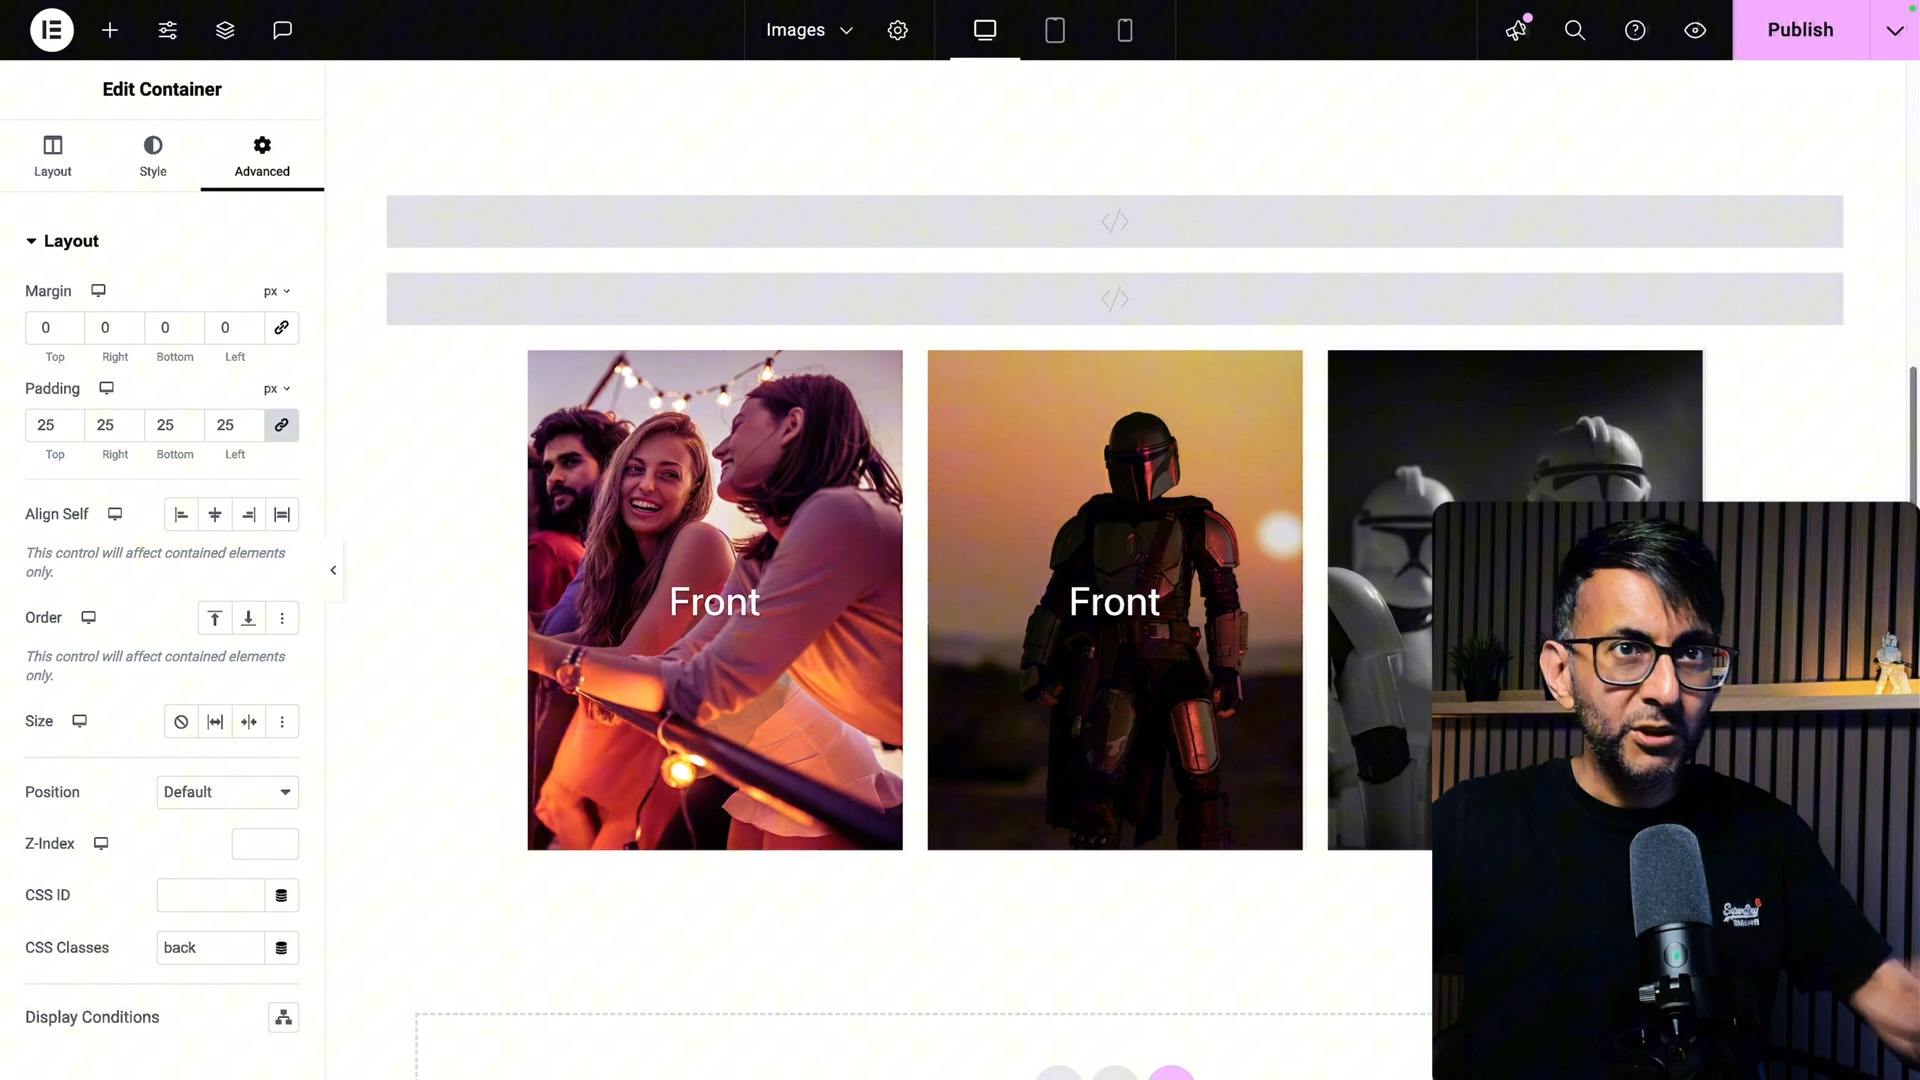 Images
Publish
Edit Container
Layout
Style
Advanced
Layout
Margin
px
0
0
0
0
Top
Right
Bottom
Left
Padding
px
25
25
25
25
Top
Right
Bottom
Left
Align Self
This control will affect contained elements
only.
Order
This control will affect contained elements
only.
Size
Position
Default
Z-Index
CSS ID
CSS Classes
back
Display Conditions
</>
</>
Front
Front